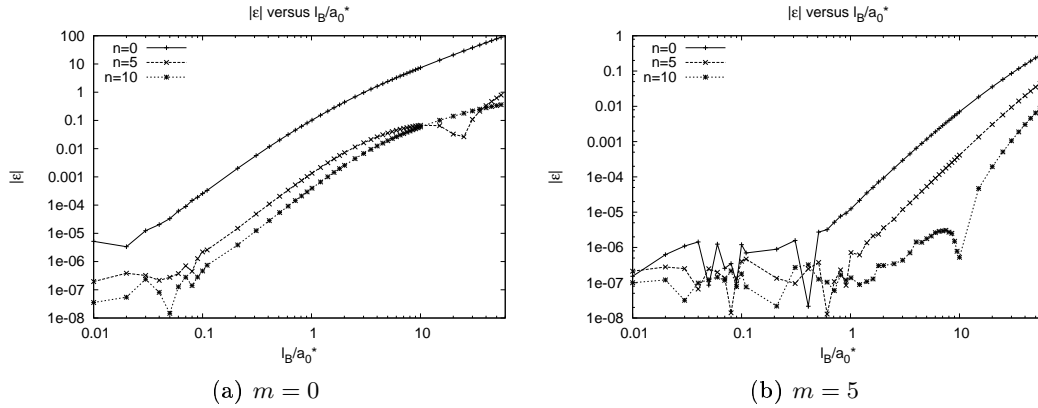 |ε| versus l_B/a_0*
n=0
n=5
n=10
100
10
1
0.1
0.01
0.001
1e-04
1e-05
1e-06
1e-07
1e-08
|ε|
0.01 0.1 1 10
l_B/a_0*
(a) m = 0
|ε| versus l_B/a_0*
n=0
n=5
n=10
1
0.1
0.01
0.001
1e-04
1e-05
1e-06
1e-07
1e-08
|ε|
0.01 0.1 1 10
l_B/a_0*
(b) m = 5